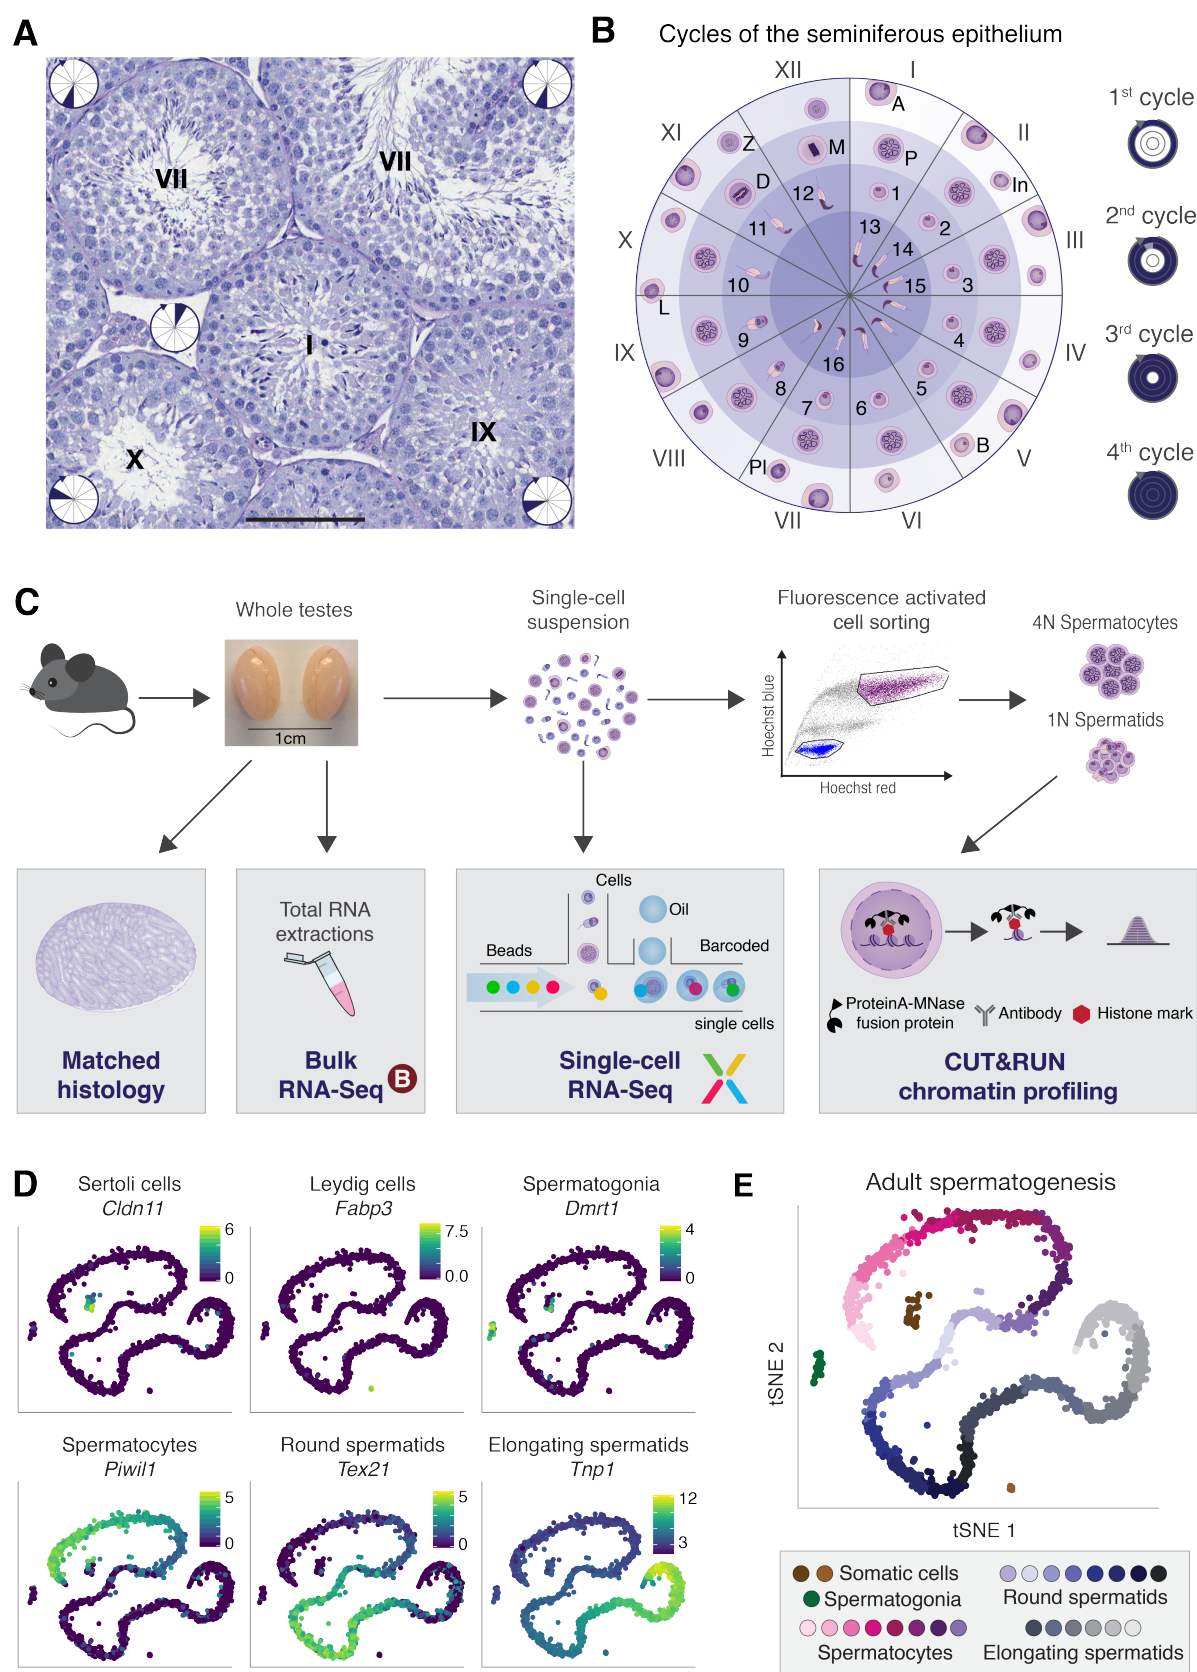 A
VII
VII
I
IX
X
B
Cycles of the seminiferous epithelium
XII
I
XI
II
X
III
IX
IV
VIII
V
VII
VI
A
Z
M
P
In
D
12
1
11
13
2
14
10
15
3
L
9
4
16
5
8
7
6
B
Pl
1st cycle
2nd cycle
3rd cycle
4th cycle
C
Whole testes
1cm
Single-cell
suspension
Fluorescence activated
cell sorting
Hoechst blue
Hoechst red
4N Spermatocytes
1N Spermatids
Matched
histology
Total RNA
extractions
Bulk
RNA-Seq
B
Cells
Oil
Beads
Barcoded
single cells
Single-cell
RNA-Seq
ProteinA-MNase
fusion protein
Antibody
Histone mark
CUT&RUN
chromatin profiling
D
Sertoli cells
Cldn11
6
0
Leydig cells
Fabp3
7.5
0.0
Spermatogonia
Dmrt1
4
0
Spermatocytes
Piwil1
5
0
Round spermatids
Tex21
5
0
Elongating spermatids
Tnp1
12
3
E
Adult spermatogenesis
tSNE 2
tSNE 1
Somatic cells
Spermatogonia
Spermatocytes
Round spermatids
Elongating spermatids